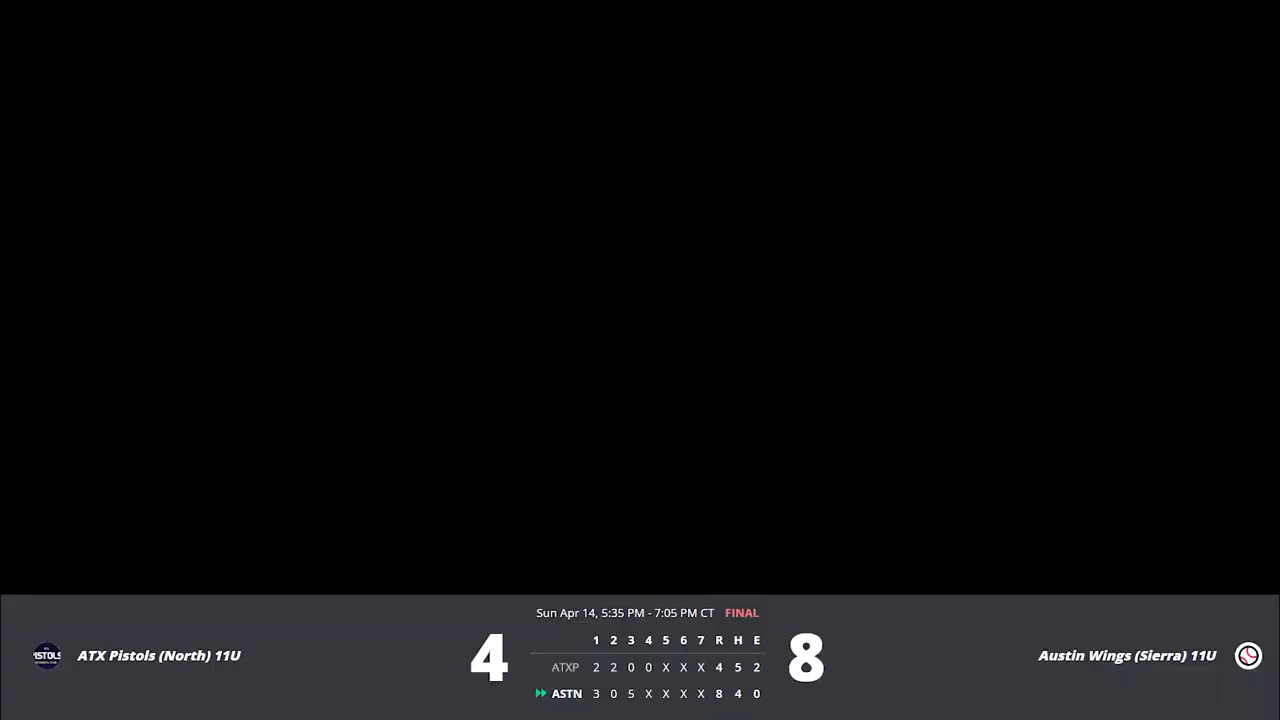 Sun Apr 14, 5:35 PM - 7:05 PM CT FINAL
PISTOLS
ATX Pistols (North) 11U
4
1 2 3 4 5 6 7 R H E
ATXP 2 2 0 0 X X X 4 5 2
ASTN 3 0 5 X X X X 8 4 0
8
Austin Wings (Sierra) 11U